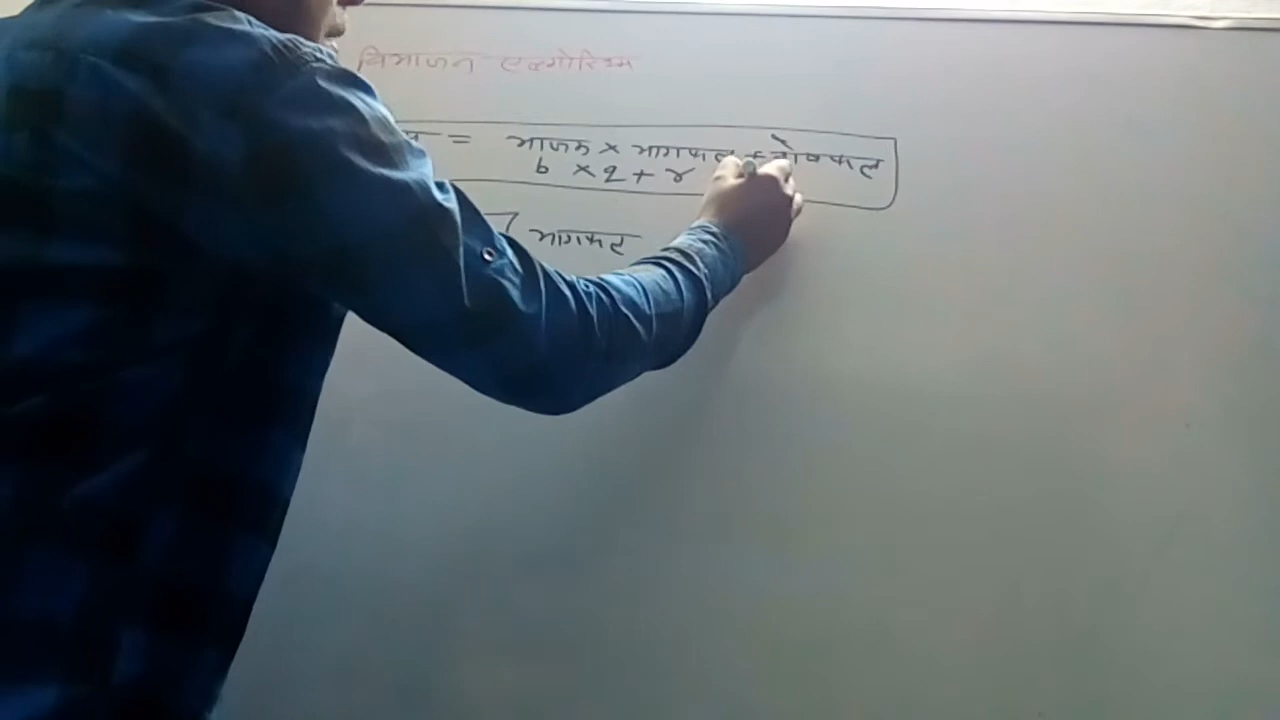 विभाजन एल्गोरिथ्म
= भाजक × भागफल + शेषफल
b × q + r
भागफल